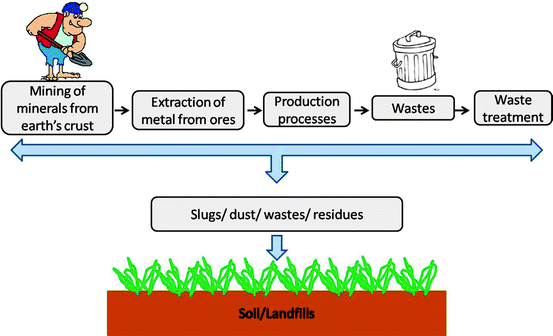 Mining of
minerals from
earth's crust
Extraction of
metal from ores
Production
processes
Wastes
Waste
treatment
Slugs/ dust/ wastes/ residues
Soil/Landfills